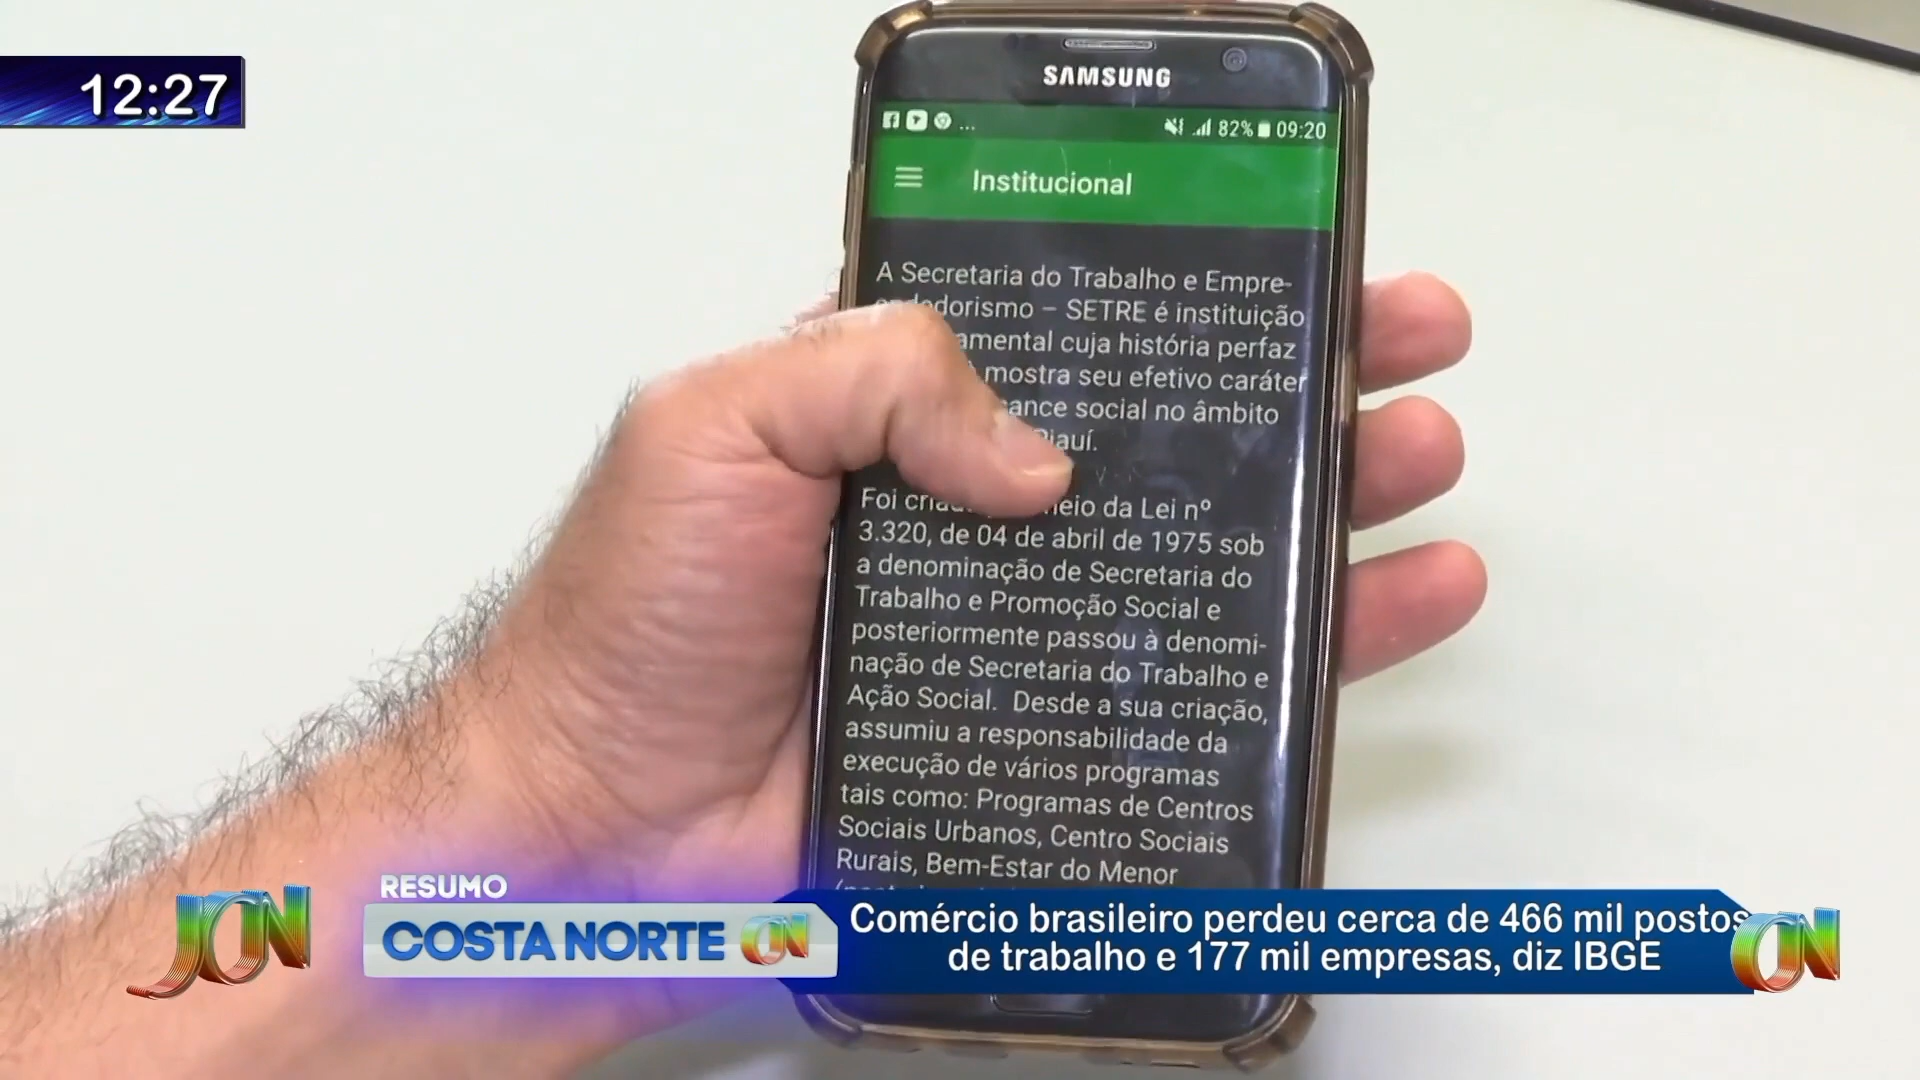 12:27
SAMSUNG
... 82% 09:20
Institucional
A Secretaria do Trabalho e Empre-
dorismo – SETRE é instituição
amental cuja história perfaz
mostra seu efetivo caráter
ance social no âmbito
Piauí.
Foi cria eio da Lei nº
3.320, de 04 de abril de 1975 sob
a denominação de Secretaria do
Trabalho e Promoção Social e
posteriormente passou à denomi-
nação de Secretaria do Trabalho e
Ação Social. Desde a sua criação,
assumiu a responsabilidade da
execução de vários programas
tais como: Programas de Centros
Sociais Urbanos, Centro Sociais
Rurais, Bem-Estar do Menor
JCN
RESUMO
COSTA NORTE CN
Comércio brasileiro perdeu cerca de 466 mil postos
de trabalho e 177 mil empresas, diz IBGE
CN